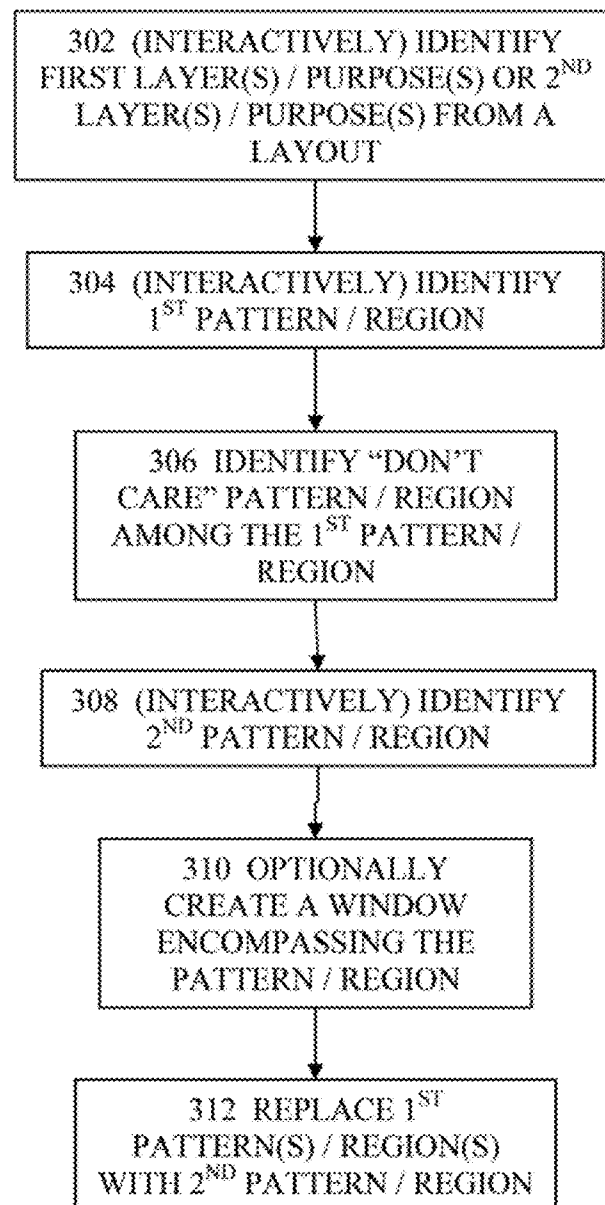 302 (INTERACTIVELY) IDENTIFY
FIRST LAYER(S) / PURPOSE(S) OR 2ND
LAYER(S) / PURPOSE(S) FROM A
LAYOUT
304 (INTERACTIVELY) IDENTIFY
1ST PATTERN / REGION
306 IDENTIFY “DON'T
CARE” PATTERN / REGION
AMONG THE 1ST PATTERN /
REGION
308 (INTERACTIVELY) IDENTIFY
2ND PATTERN / REGION
310 OPTIONALLY
CREATE A WINDOW
ENCOMPASSING THE
PATTERN / REGION
312 REPLACE 1ST
PATTERN(S) / REGION(S)
WITH 2ND PATTERN / REGION